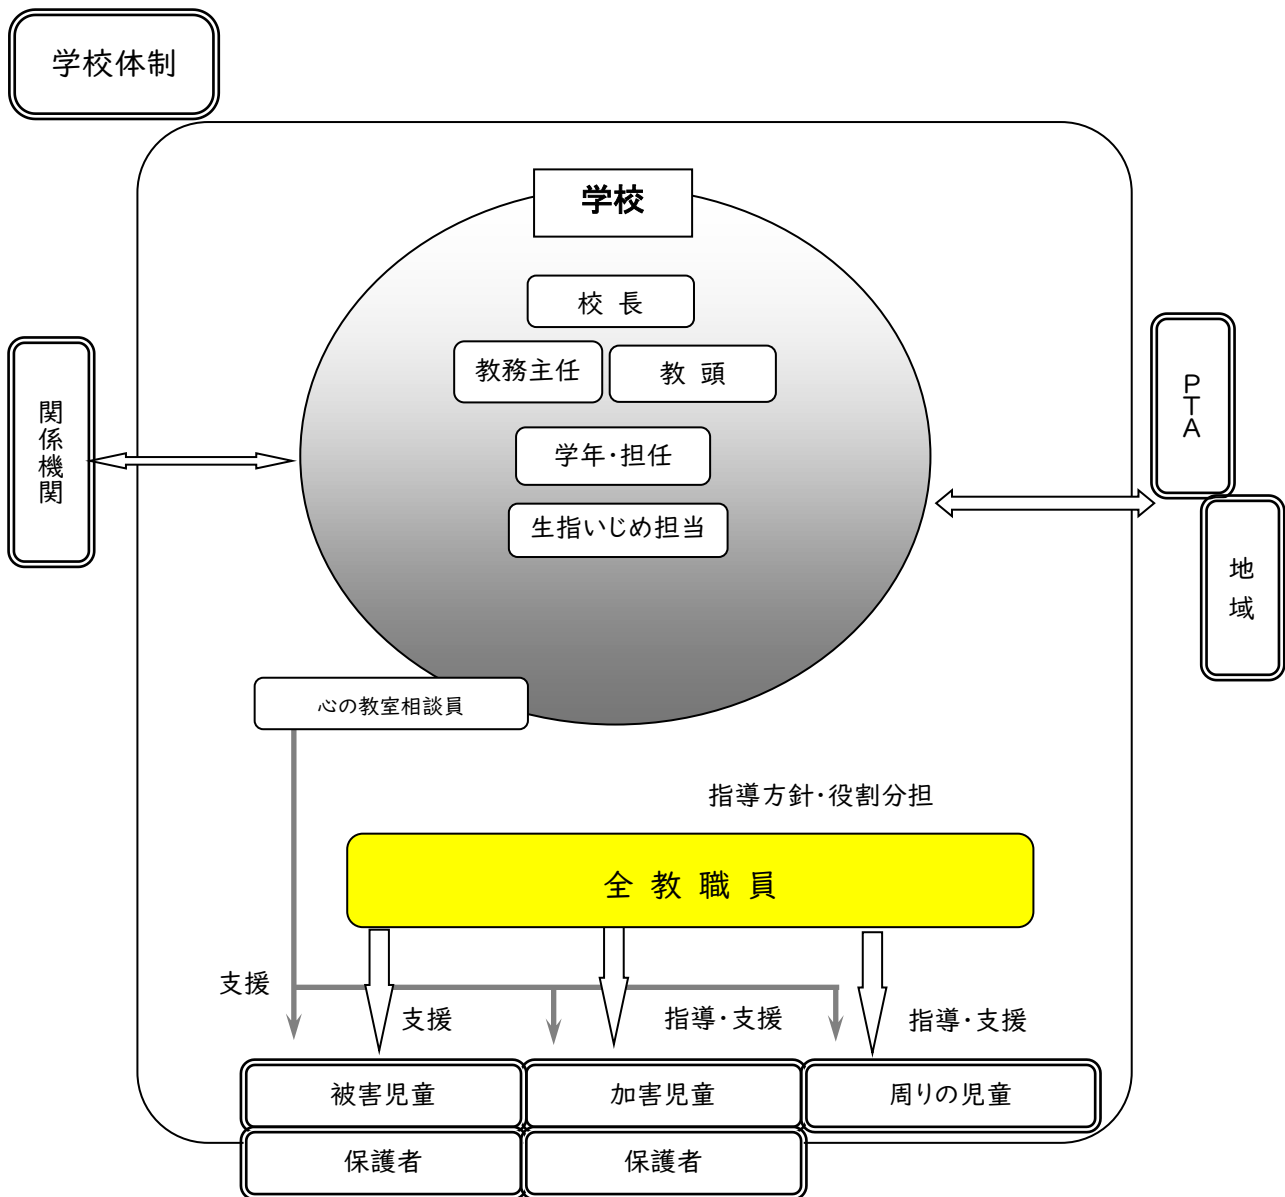 学校体制
学校
校 長
教務主任
教 頭
学年・担任
生指いじめ担当
関係機関
PTA
地域
心の教室相談員
指導方針・役割分担
全 教 職 員
支援
支援
指導・支援
指導・支援
被害児童
加害児童
周りの児童
保護者
保護者